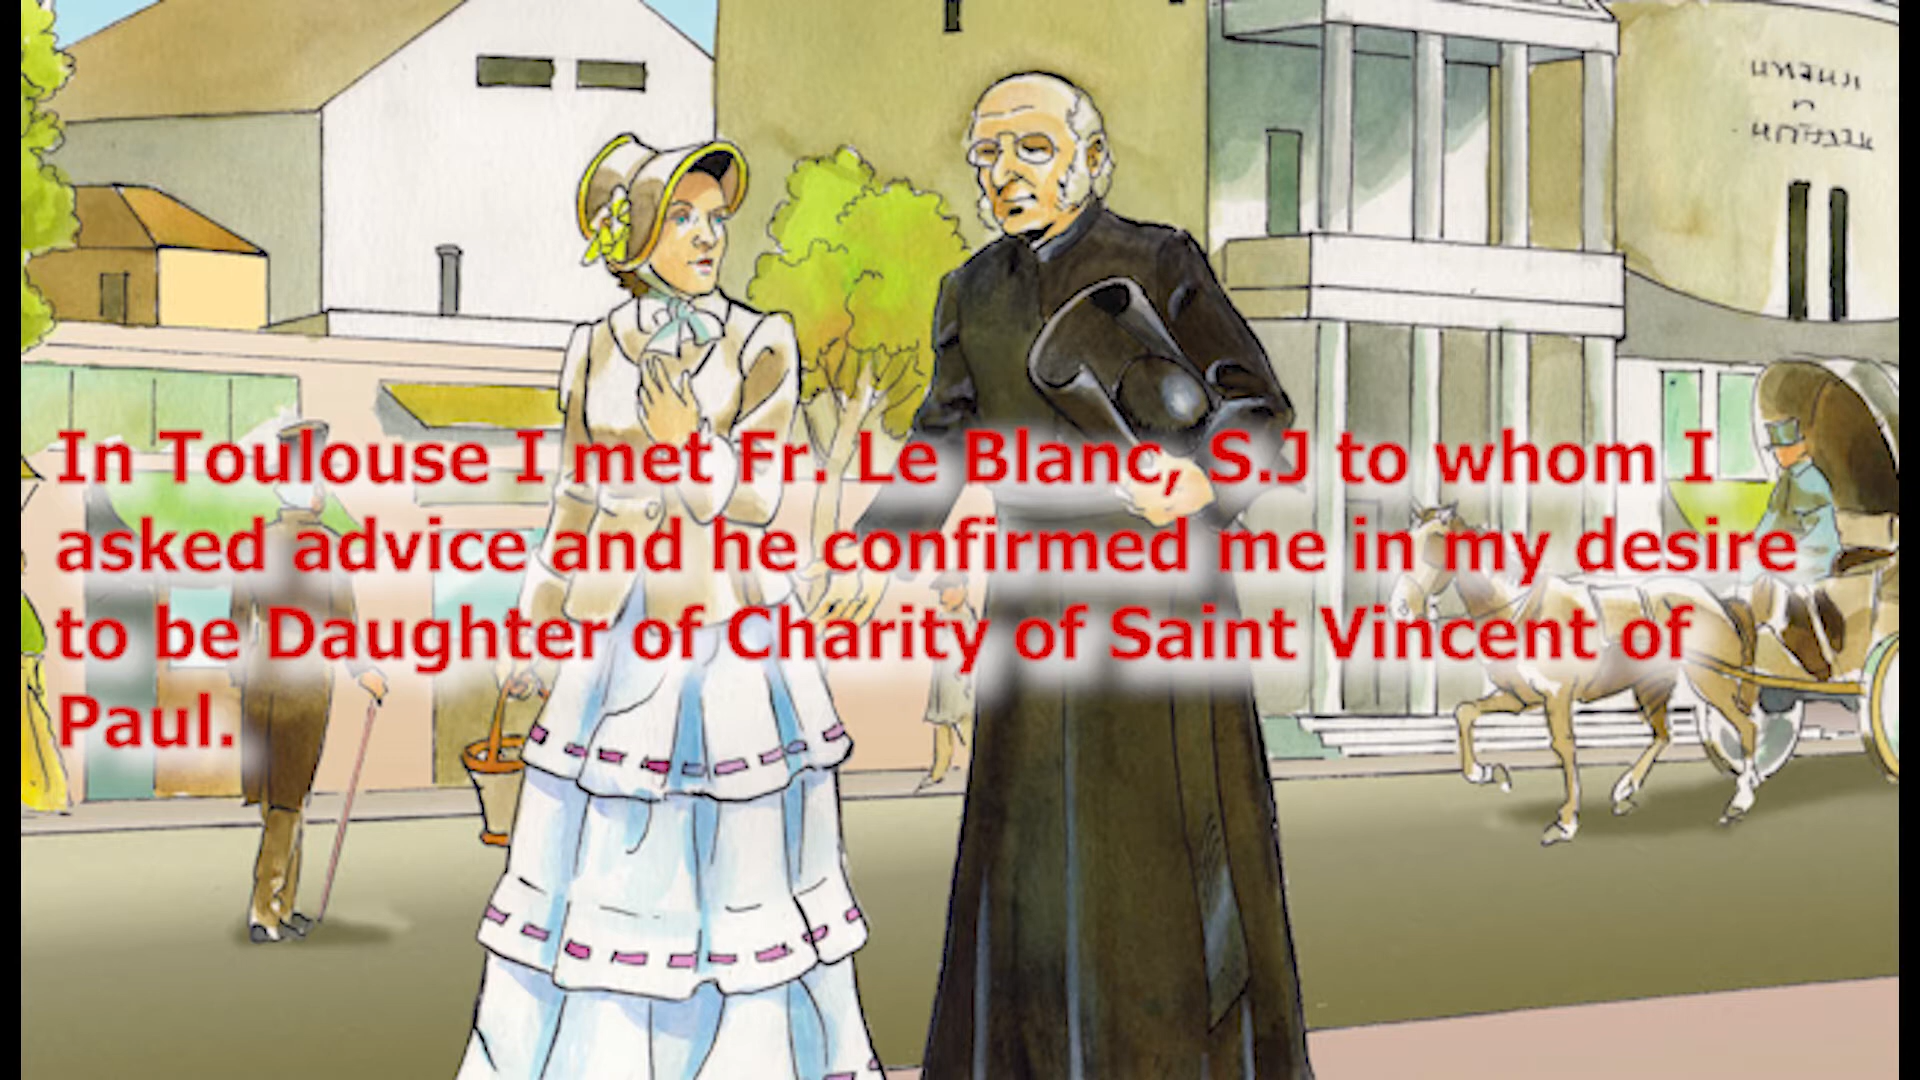 In Toulouse I met Fr. Le Blanc, S.J to whom I
asked advice and he confirmed me in my desire
to be Daughter of Charity of Saint Vincent of
Paul.